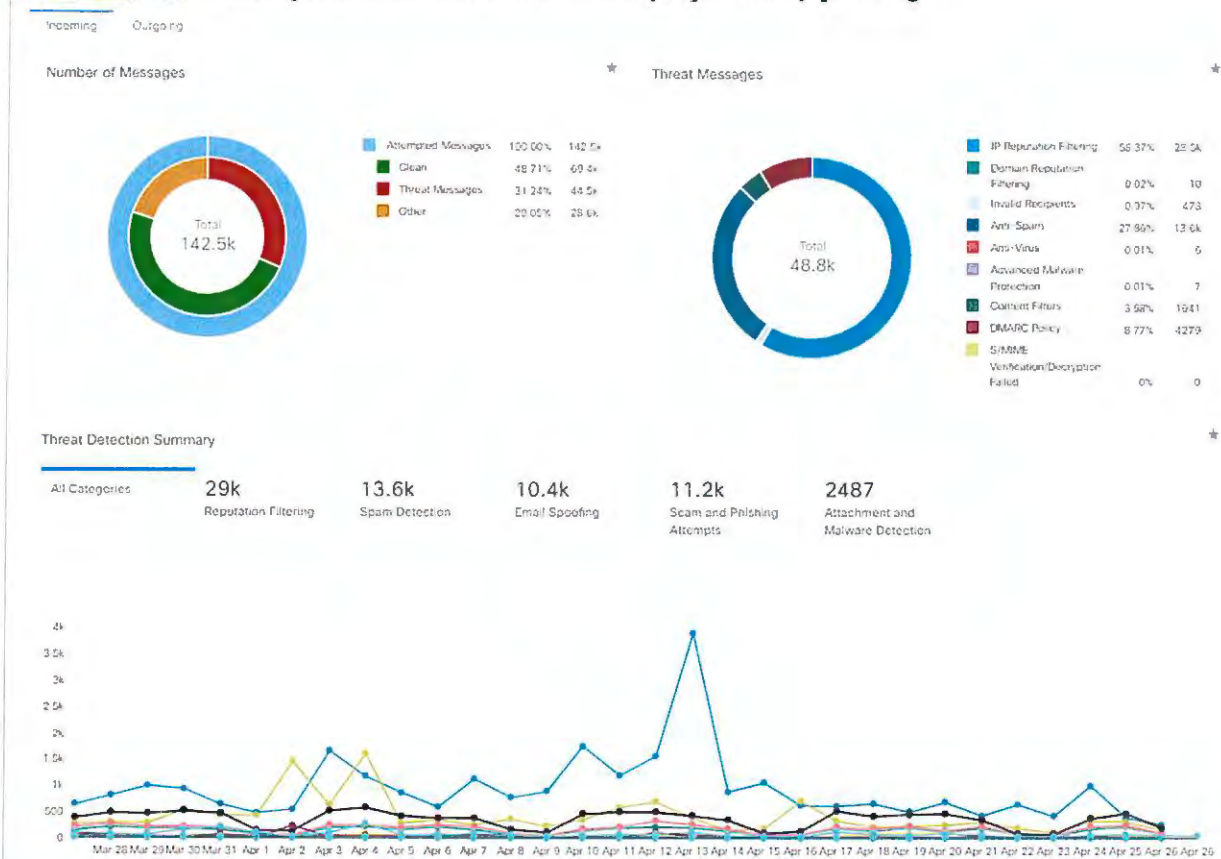 Incoming Outgoing
Number of Messages
Threat Messages
Total
142.5k
Attempted Messages 100.00% 142.5k
Clean 48.71% 69.4k
Threat Messages 31.24% 44.5k
Other 20.05% 28.6k
Total
48.8k
IP Reputation Filtering 58.37% 28.5k
Domain Reputation
Filtering 0.02% 10
Invalid Recipients 0.97% 473
Anti-Spam 27.86% 13.6k
Anti-Virus 0.01% 6
Advanced Malware
Protection 0.01% 7
Content Filters 1941
DMARC Policy 8.77% 4279
S/MIME
Verification/Decryption
Failed 0% 0
Threat Detection Summary
All Categories
29k
Reputation Filtering
13.6k
Spam Detection
10.4k
Email Spoofing
11.2k
Scam and Phishing
Attempts
2487
Attachment and
Malware Detection
4k
3.5k
3k
2.5k
2k
1.5k
1k
500
0
Mar 28 Mar 29 Mar 30 Mar 31 Apr 1 Apr 2 Apr 3 Apr 4 Apr 5 Apr 6 Apr 7 Apr 8 Apr 9 Apr 10 Apr 11 Apr 12 Apr 13 Apr 14 Apr 15 Apr 16 Apr 17 Apr 18 Apr 19 Apr 20 Apr 21 Apr 22 Apr 23 Apr 24 Apr 25 Apr 26 Apr 26